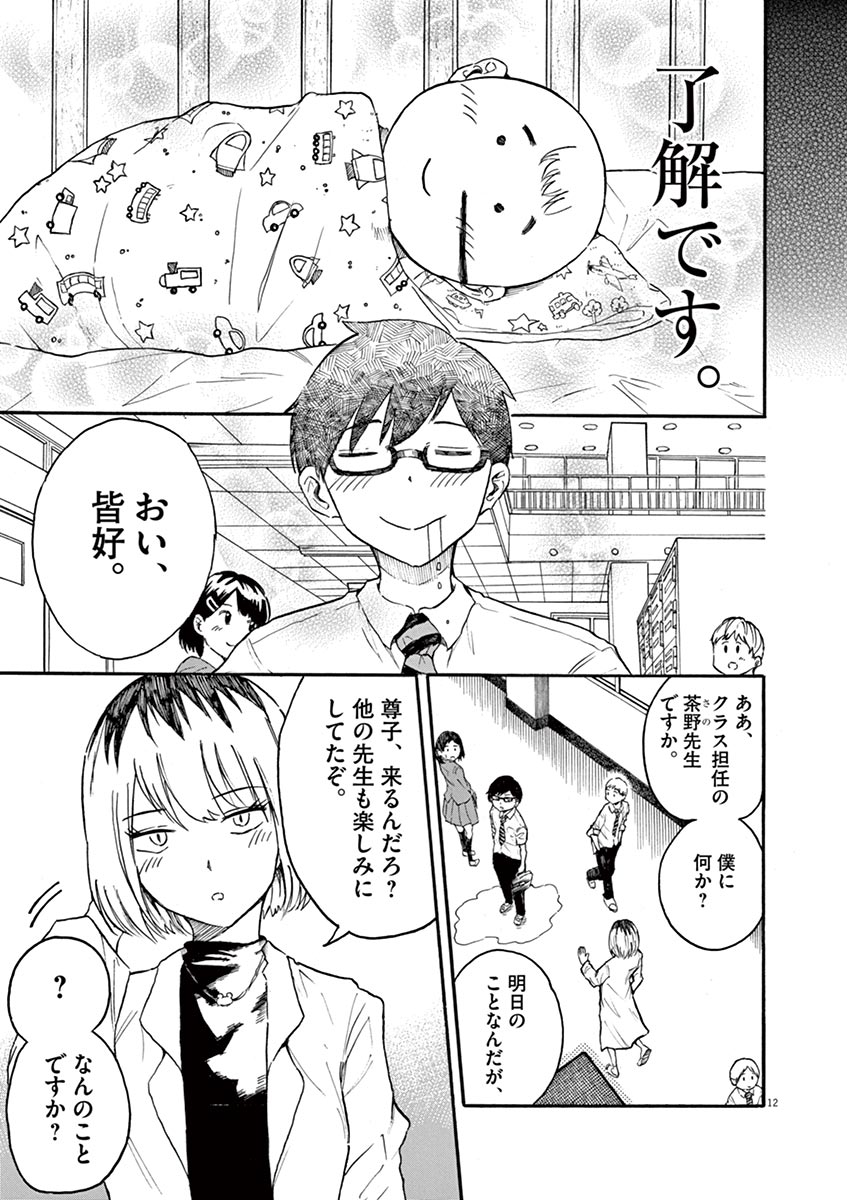 了解です。
おい、
皆好。
ああ、
クラス担任の
茶野先生
さの
ですか。
僕に
何か?
明日の
ことなんだが、
尊子、来るんだろ?
他の先生も楽しみに
してたぞ。
?
なんのこと
ですか?
12